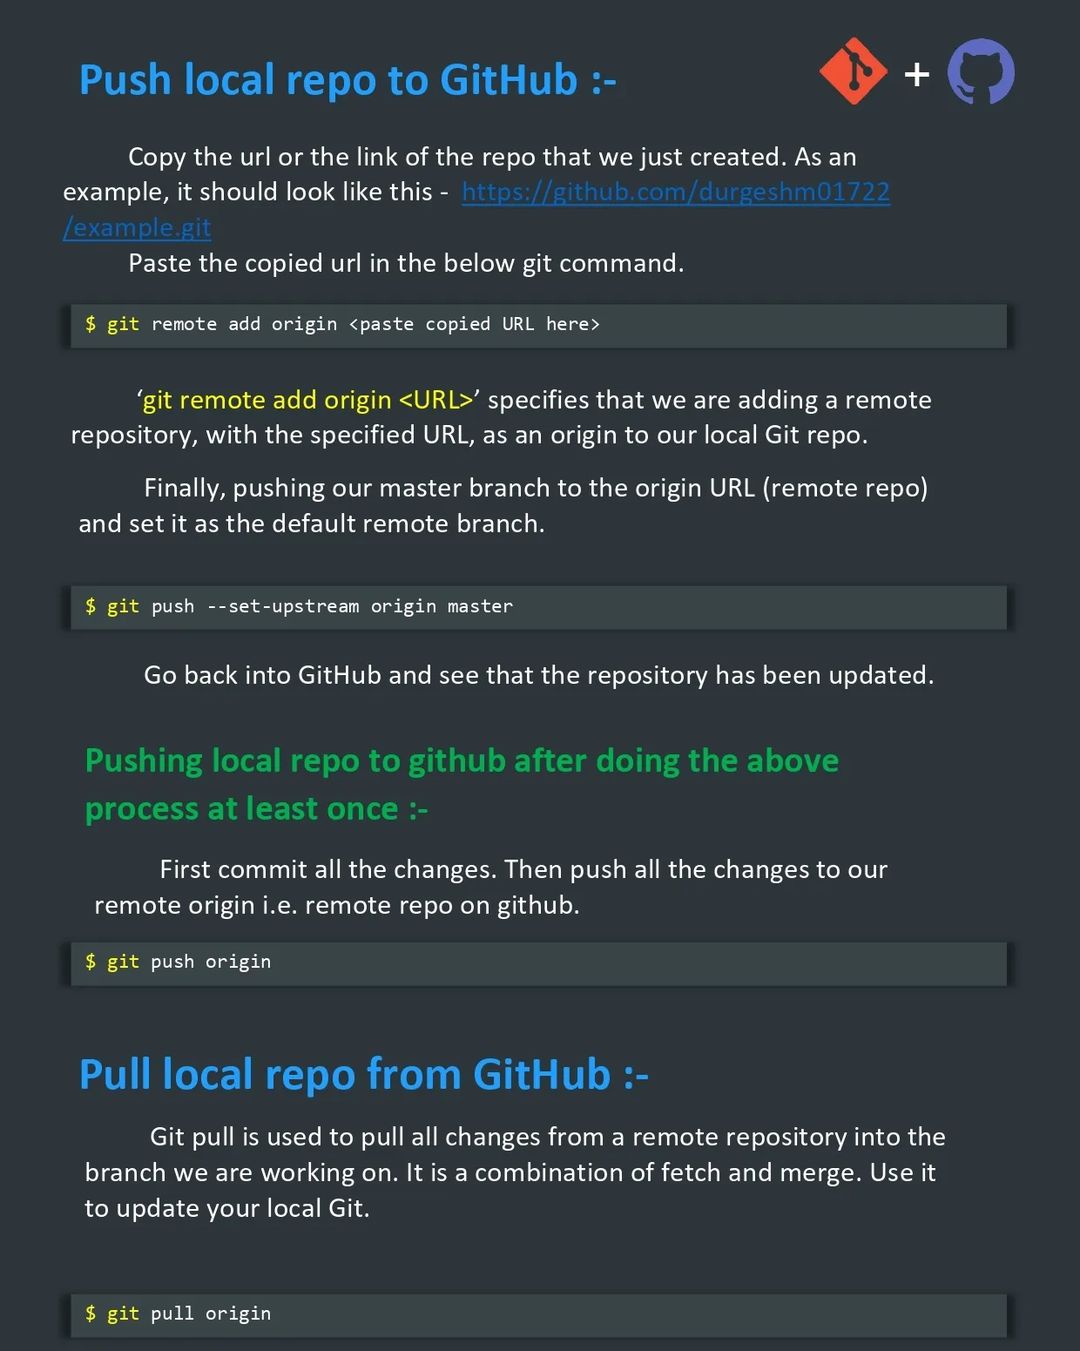 Push local repo to GitHub :-
+
Copy the url or the link of the repo that we just created. As an
example, it should look like this - https://github.com/durgeshm01722
/example.git
Paste the copied url in the below git command.
$ git remote add origin <paste copied URL here>
‘git remote add origin <URL>’ specifies that we are adding a remote
repository, with the specified URL, as an origin to our local Git repo.
Finally, pushing our master branch to the origin URL (remote repo)
and set it as the default remote branch.
$ git push --set-upstream origin master
Go back into GitHub and see that the repository has been updated.
Pushing local repo to github after doing the above
process at least once :-
First commit all the changes. Then push all the changes to our
remote origin i.e. remote repo on github.
$ git push origin
Pull local repo from GitHub :-
Git pull is used to pull all changes from a remote repository into the
branch we are working on. It is a combination of fetch and merge. Use it
to update your local Git.
$ git pull origin